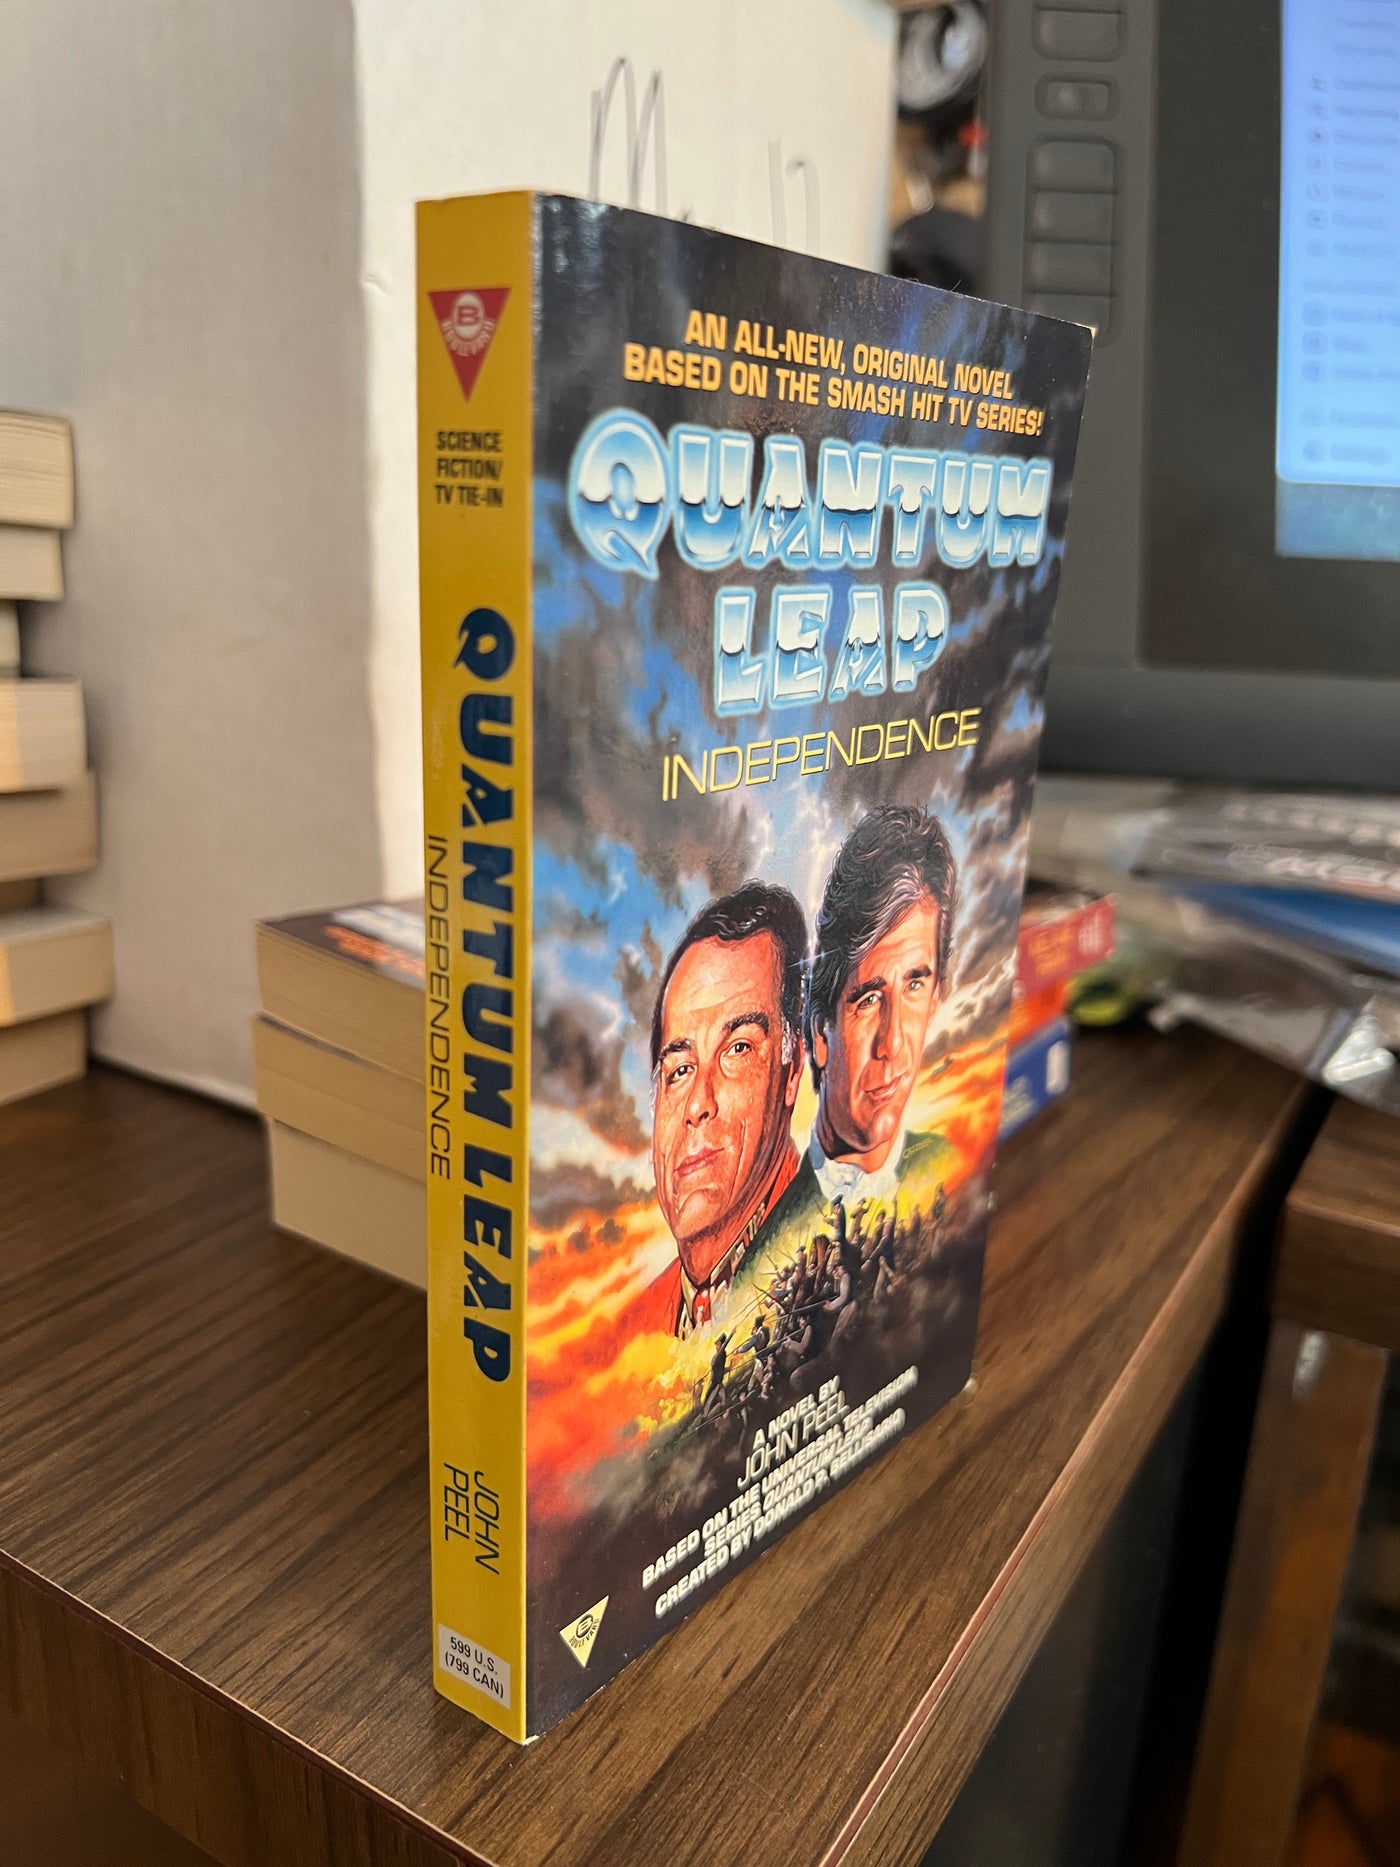 B
BOULEVARD
SCIENCE
FICTION/
TV TIE-IN
QUANTUM LEAP
INDEPENDENCE
JOHN
PEEL
599 U.S.
(799 CAN)
AN ALL-NEW, ORIGINAL NOVEL
BASED ON THE SMASH HIT TV SERIES!
QUANTUM
LEAP
INDEPENDENCE
A NOVEL BY
JOHN PEEL
BASED ON THE UNIVERSAL TELEVISION
SERIES QUANTUM LEAP
CREATED BY DONALD P. BELLISARIO
B
BOULEVARD